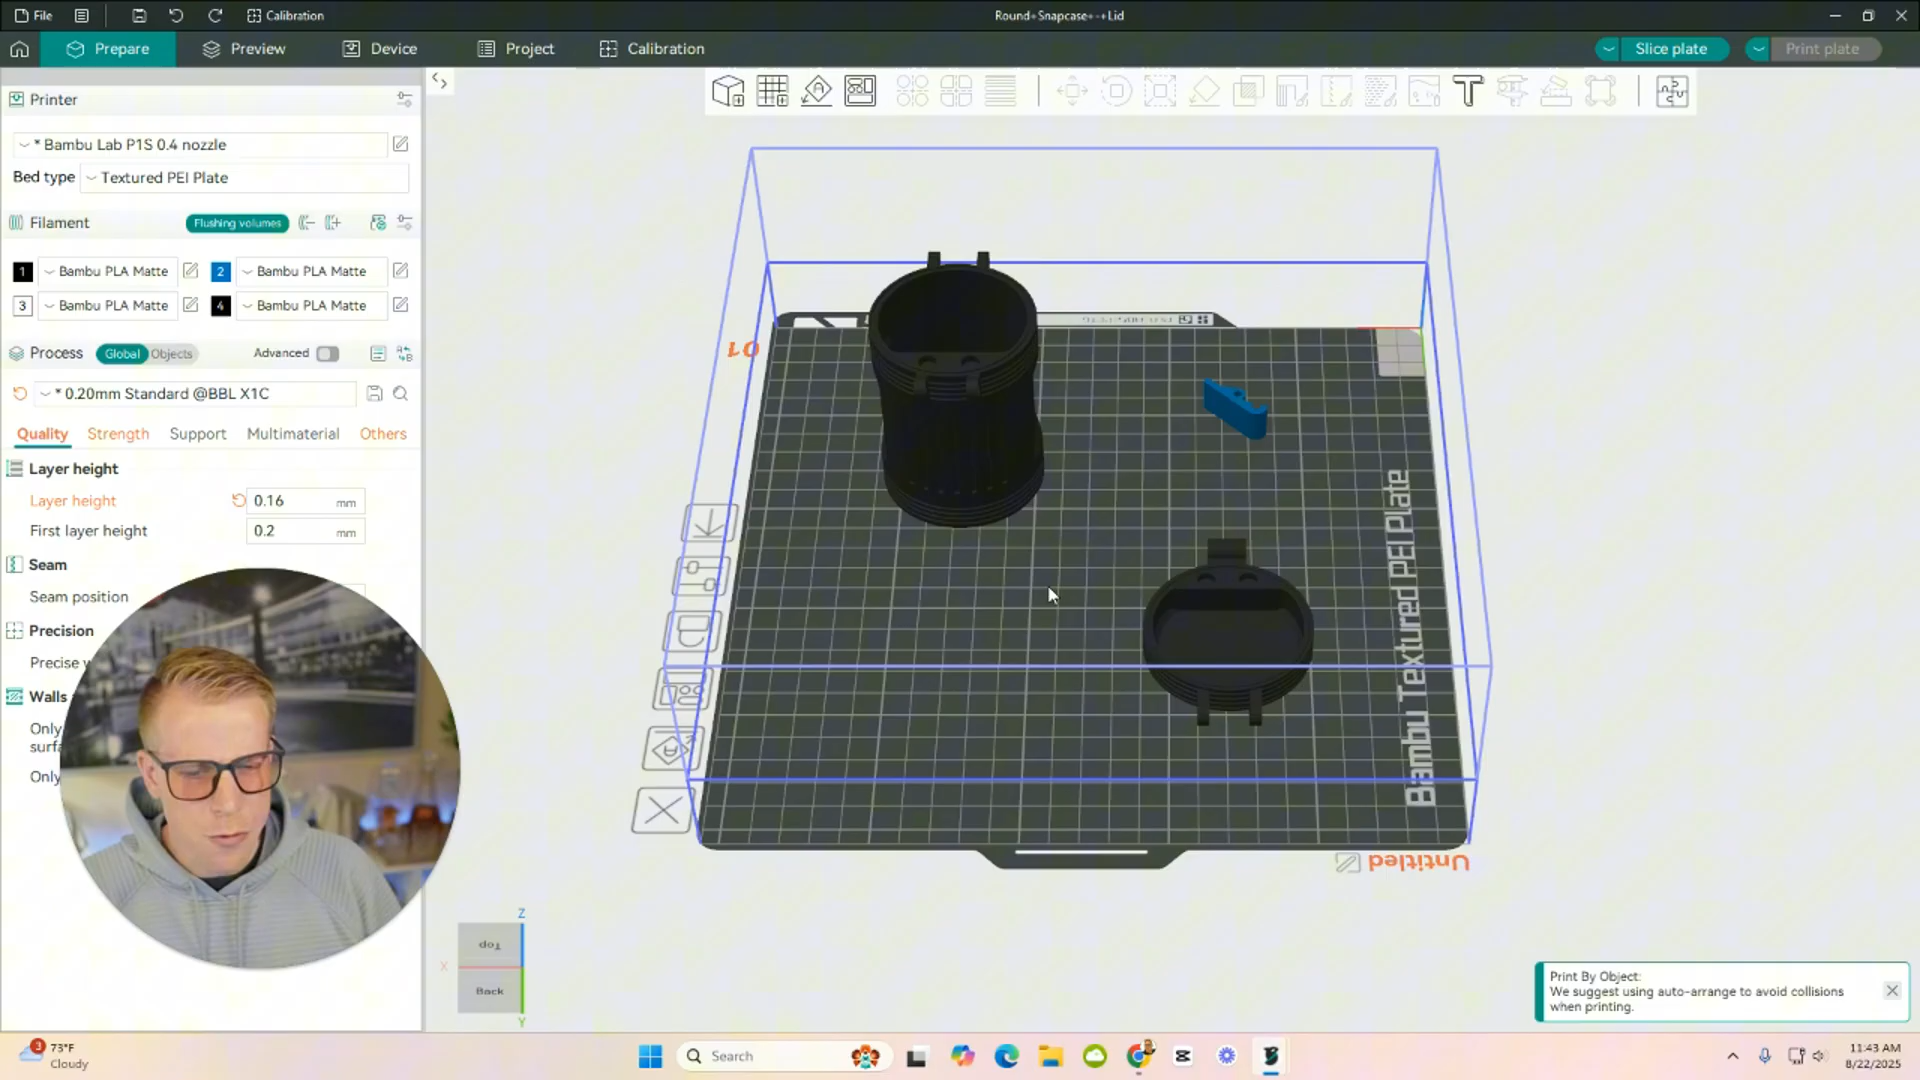 File
Calibration
Round+Snapcase+-+Lid
Prepare
Preview
Device
Project
Calibration
Slice plate
Print plate
Printer
* Bambu Lab P1S 0.4 nozzle
Bed type
Textured PEI Plate
Filament
Flushing volumes
1 Bambu PLA Matte
2 Bambu PLA Matte
3 Bambu PLA Matte
4 Bambu PLA Matte
Process
Global
Objects
Advanced
* 0.20mm Standard @BBL X1C
Quality
Strength
Support
Multimaterial
Others
Layer height
Layer height 0.16 mm
First layer height 0.2 mm
Seam
Seam position
Precision
Precise
Walls
Only
Only
01
Bambu Textured PEI Plate
Untitled
Z
Top
X
Back
Y
Print By Object:
We suggest using auto-arrange to avoid collisions
when printing.
3
73°F
Cloudy
Search
11:43 AM
8/22/2025